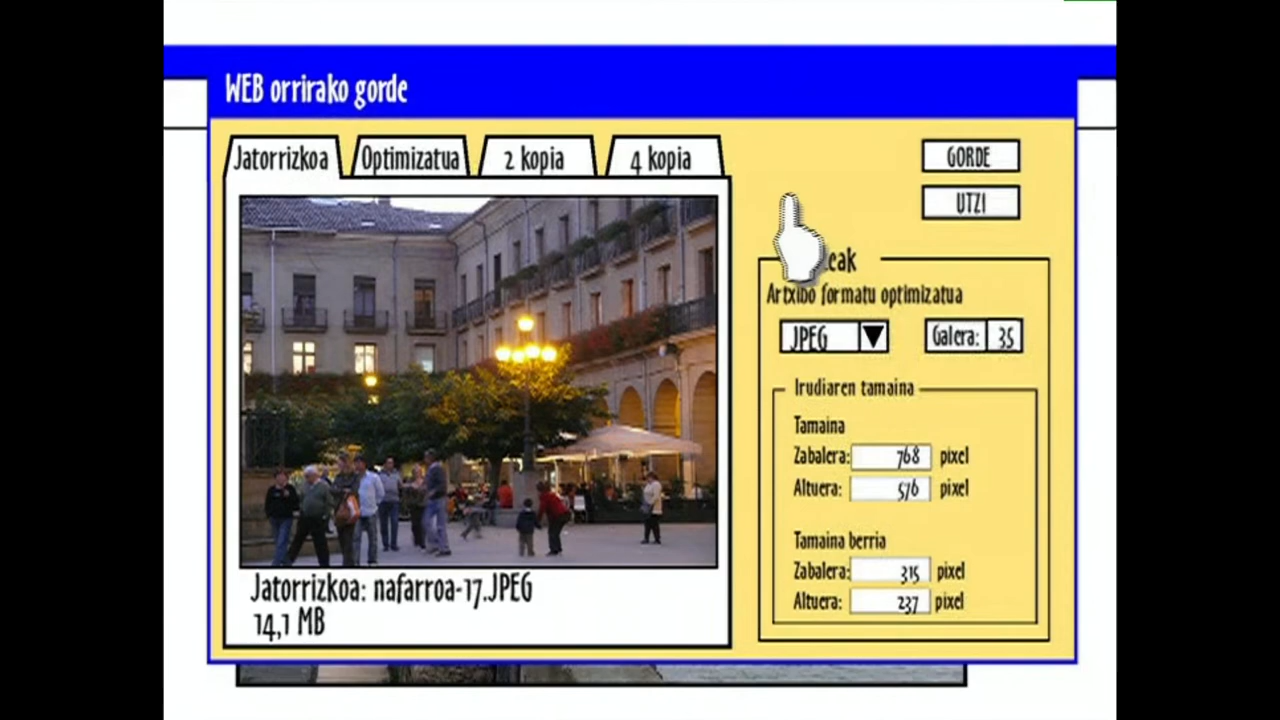 WEB orrirako gorde
Jatorrizkoa
Optimizatua
2 kopia
4 kopia
GORDE
UTZI
Artxibo formatu optimizatua
JPEG
Galera: 35
Irudiaren tamaina
Tamaina
Zabalera: 768 pixel
Altuera: 576 pixel
Tamaina berria
Zabalera: 315 pixel
Altuera: 237 pixel
Jatorrizkoa: nafarroa-17.JPEG
14,1 MB